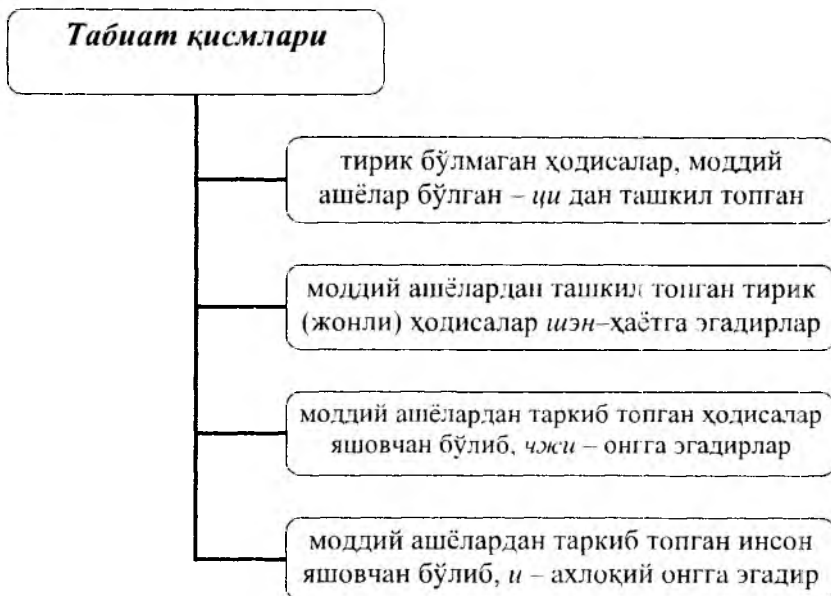 Табиат қисмлари
тирик бўлмаган ҳодисалар, моддий
ашёлар бўлган – ци дан ташкил топган
моддий ашёлардан ташкил топган тирик
(жонли) ҳодисалар шэн–ҳаётга эгадирлар
моддий ашёлардан таркиб топган ҳодисалар
яшовчан бўлиб, чжи – онгга эгадирлар
моддий ашёлардан таркиб топган инсон
яшовчан бўлиб, и – ахлоқий онгга эгадир